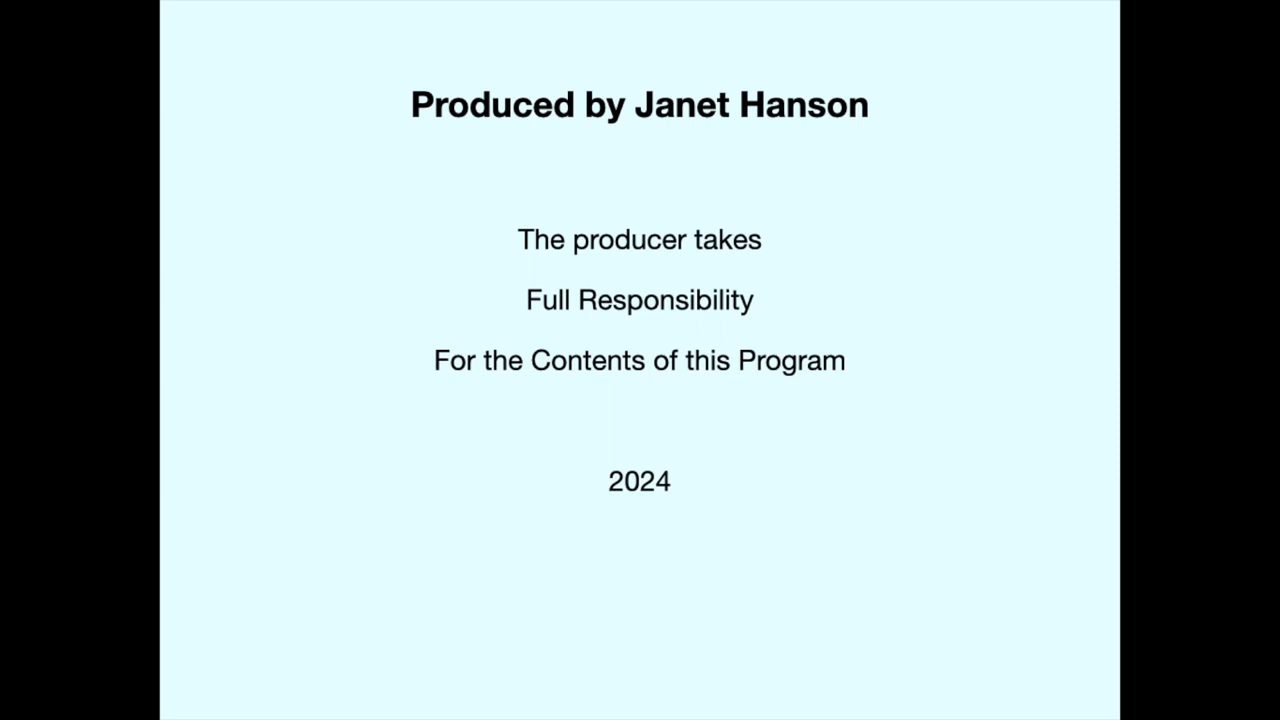 Produced by Janet Hanson
The producer takes
Full Responsibility
For the Contents of this Program
2024